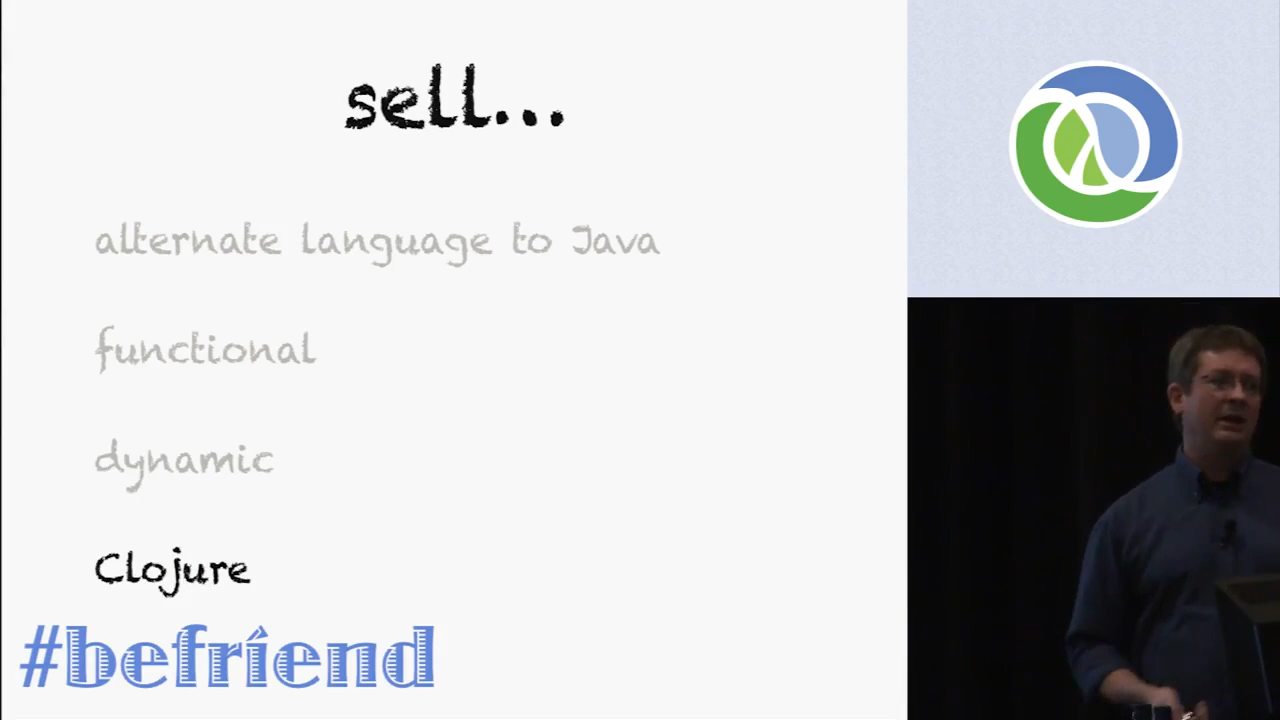 sell...
alternate language to Java
functional
dynamic
Clojure
#befriend